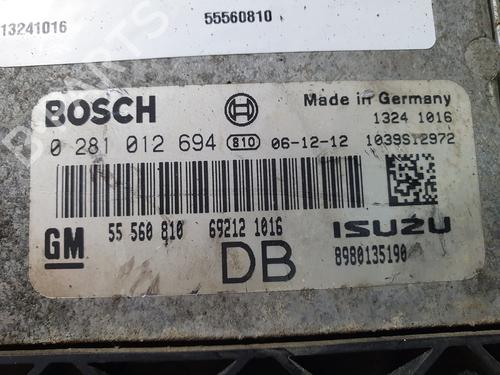 13241016 55560810
BOSCH Made in Germany
1324 1016
0 281 012 694 810 06-12-12 1039S12972
55 560 810 69212 1016 ISUZU
GM DB 8980135190